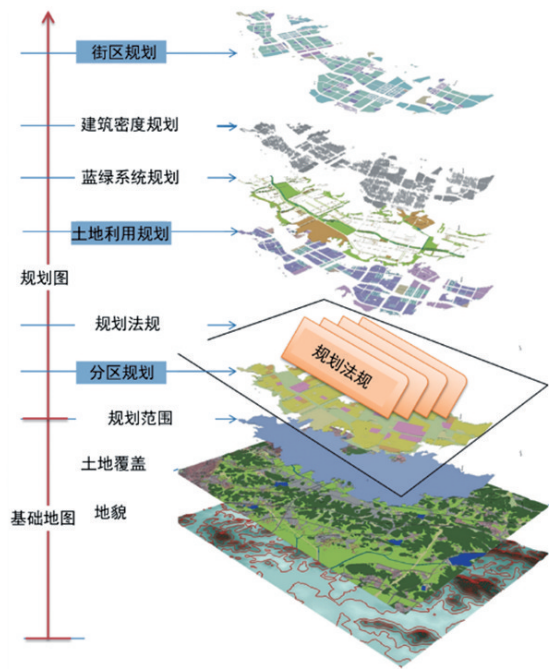 街区规划
建筑密度规划
蓝绿系统规划
土地利用规划
规划图
规划法规
规划法规
分区规划
规划范围
土地覆盖
基础地图
地貌